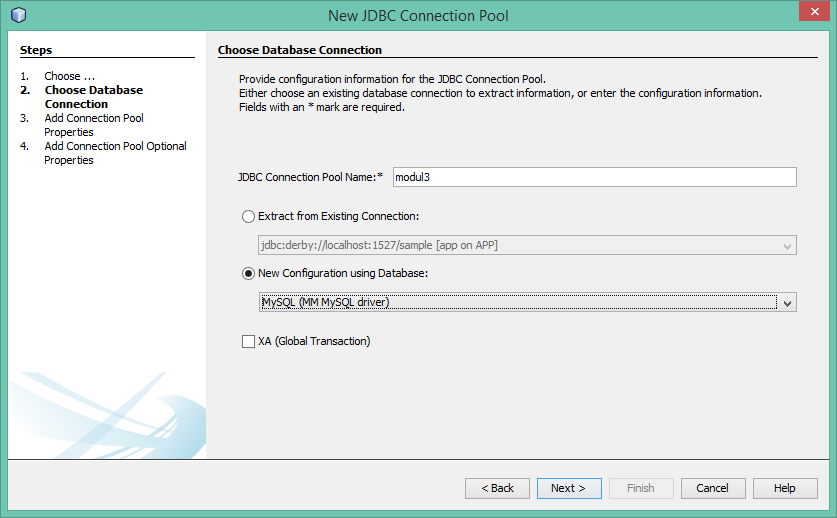 New JDBC Connection Pool
Steps
1. Choose ...
2. Choose Database
Connection
3. Add Connection Pool
Properties
4. Add Connection Pool Optional
Properties
Choose Database Connection
Provide configuration information for the JDBC Connection Pool.
Either choose an existing database connection to extract information, or enter the configuration information.
Fields with an * mark are required.
JDBC Connection Pool Name:* modul3
Extract from Existing Connection:
jdbc:derby://localhost:1527/sample [app on APP]
New Configuration using Database:
MySQL (MM MySQL driver)
XA (Global Transaction)
< Back Next > Finish Cancel Help